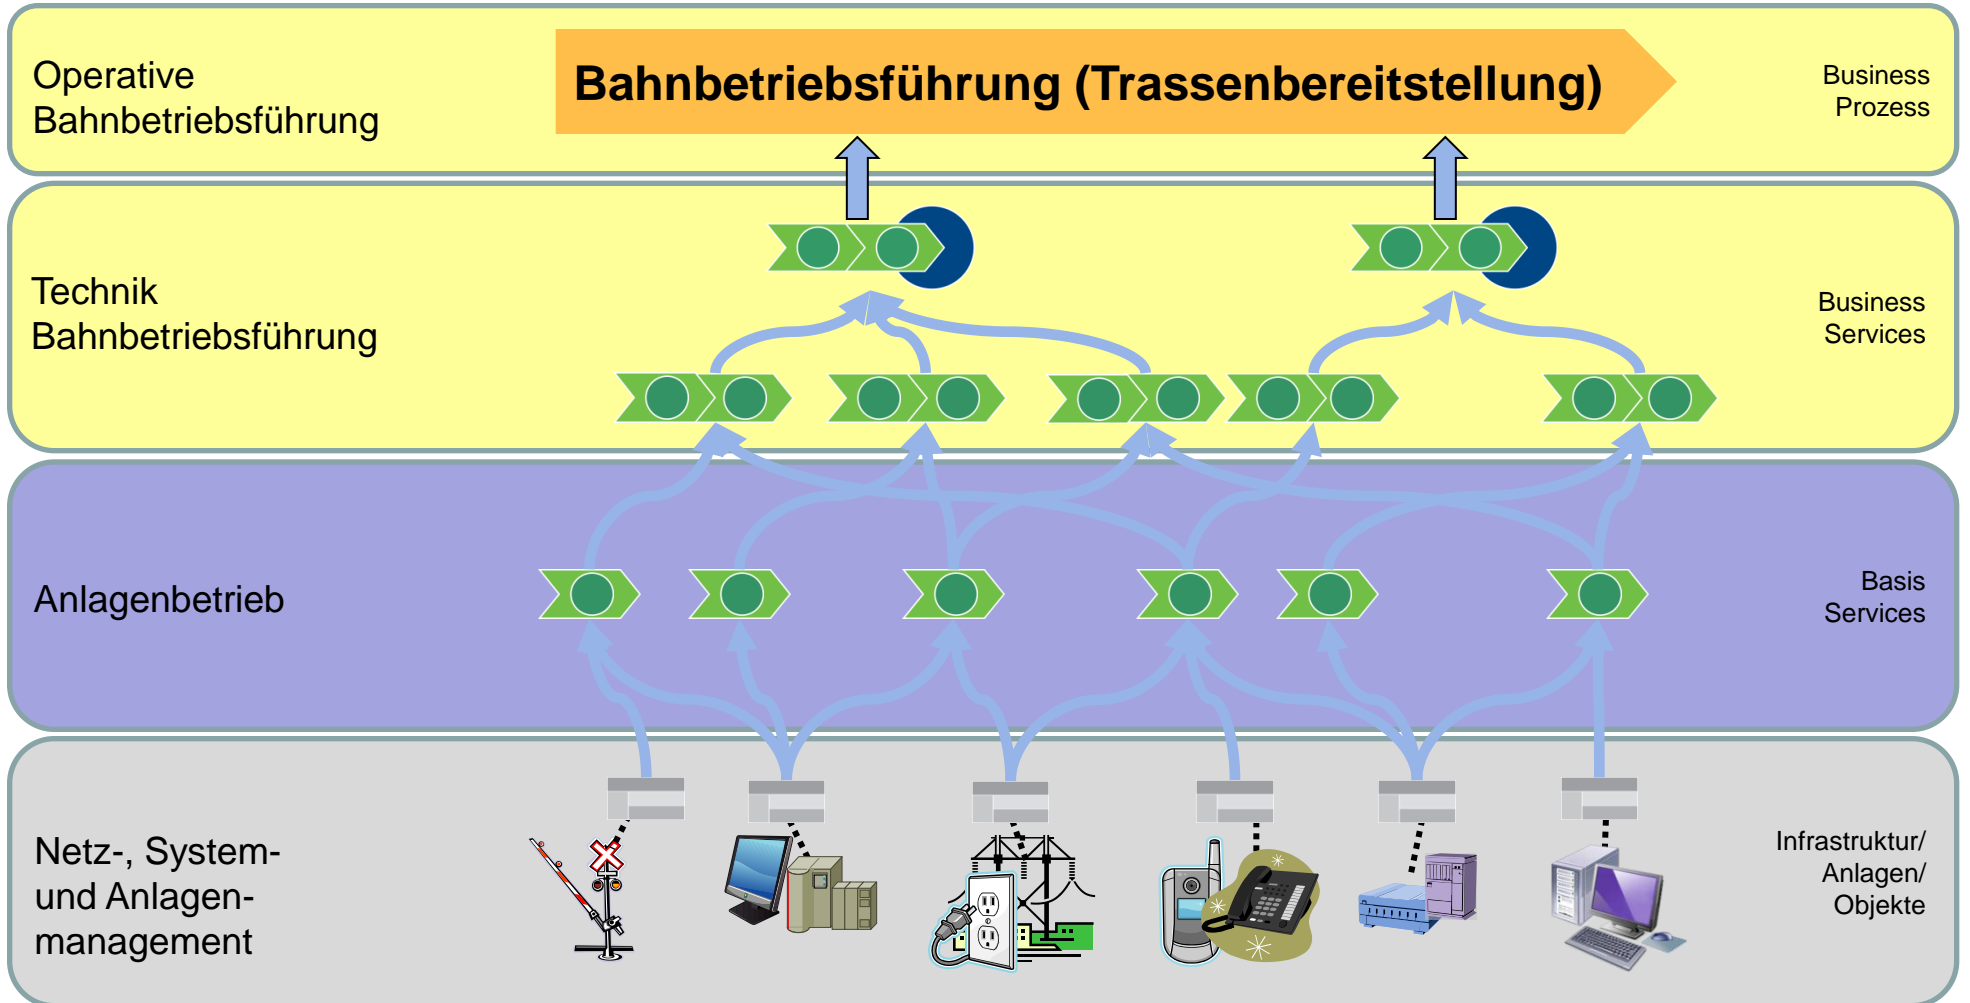 Operative
Bahnbetriebsführung
Bahnbetriebsführung (Trassenbereitstellung)
Business
Prozess
Technik
Bahnbetriebsführung
Business
Services
Anlagenbetrieb
Basis
Services
Netz-, System-
und Anlagen-
management
Infrastruktur/
Anlagen/
Objekte